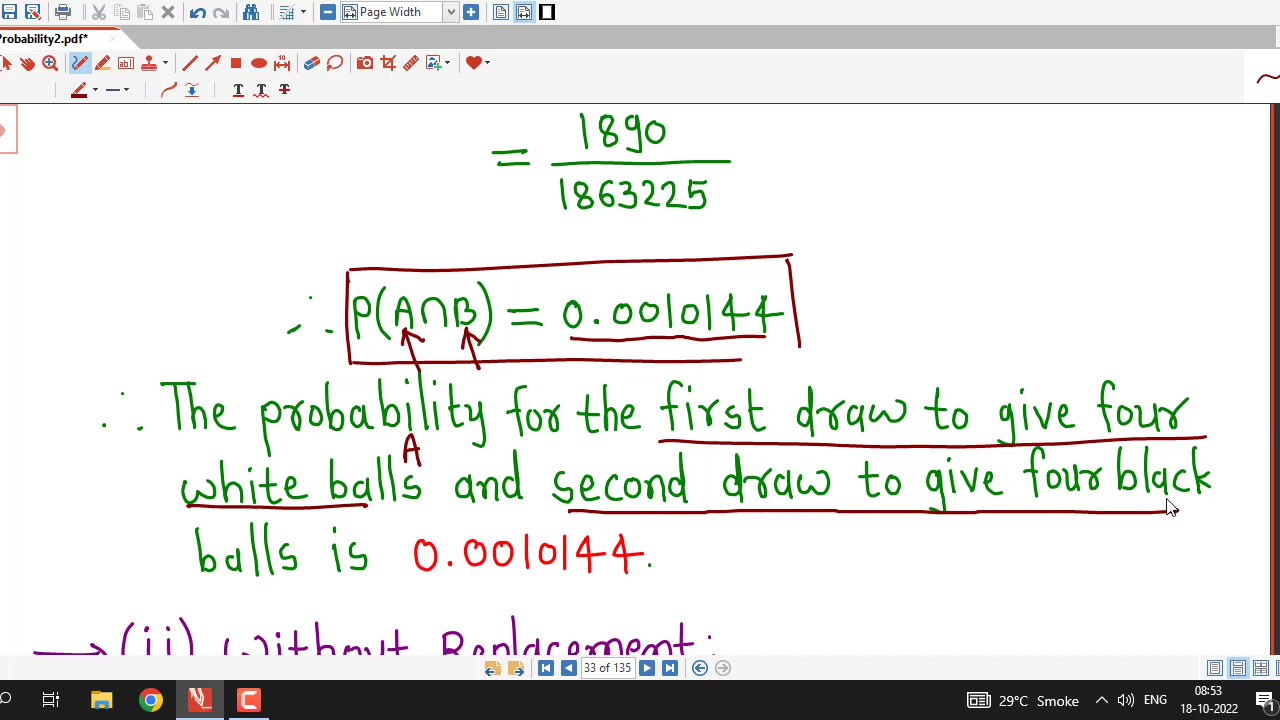 Page Width
Probability2.pdf*
1890
=
1863225
∴ P(A∩B) = 0.0010144
∴ The probability for the first draw to give four
A
white balls and second draw to give four black
balls is 0.0010144.
→ (ii) Without Replacement:
33 of 135
29°C Smoke ENG 08:53
18-10-2022